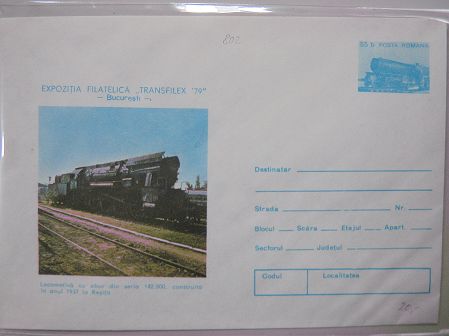 802
55 b POSTA ROMANA
EXPOZIȚIA FILATELICĂ „TRANSFILEX '79"
— București —
Destinatar
Strada Nr.
Blocul Scara Etajul Apart.
Sectorul Județul
Codul Localitatea
Locomotivă cu abur din seria 142.000, construită
în anul 1937 la Reșița
20,-